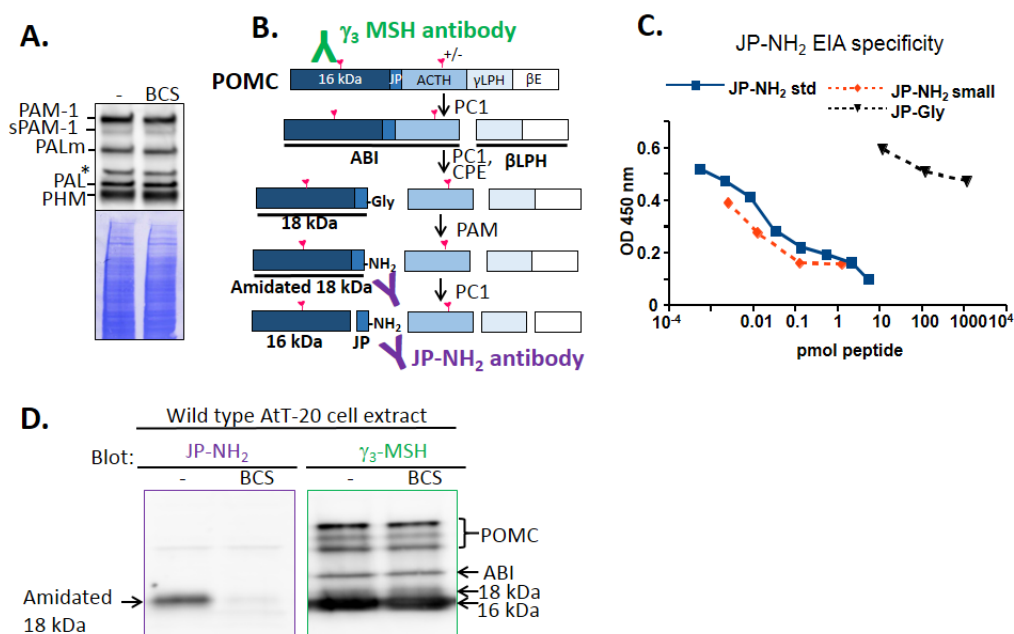 A.
- BCS
PAM-1
sPAM-1
PALm
*
PAL
PHM
B.
γ3 MSH antibody
+/-
POMC 16 kDa JP ACTH γLPH βE
PC1
ABI βLPH
PC1,
CPE
-Gly
18 kDa
PAM
-NH2
Amidated 18 kDa
PC1
-NH2
16 kDa JP
JP-NH2 antibody
C.
JP-NH2 EIA specificity
JP-NH2 std JP-NH2 small
JP-Gly
OD 450 nm
0.6
0.4
0.2
0
10-4 0.01 0.1 1 10 100 1000 104
pmol peptide
D.
Wild type AtT-20 cell extract
Blot: JP-NH2 γ3-MSH
- BCS - BCS
POMC
ABI
18 kDa
16 kDa
Amidated
18 kDa